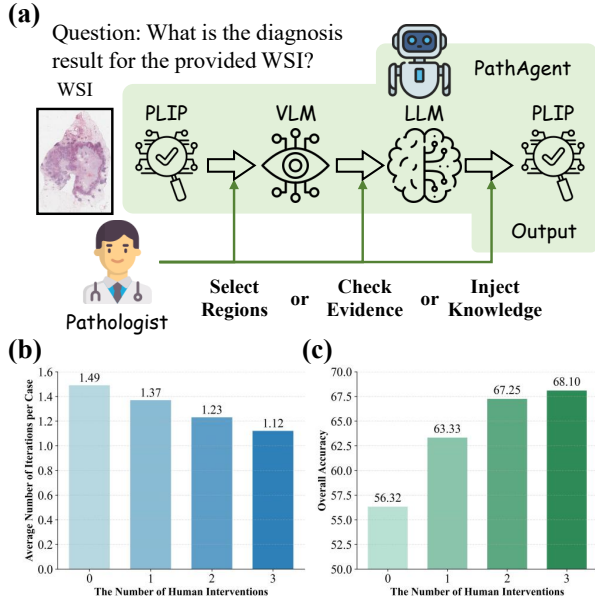 (a)
Question: What is the diagnosis
result for the provided WSI?
PathAgent
WSI
PLIP
VLM
LLM
PLIP
Output
Pathologist
Select
Regions
or
Check
Evidence
or
Inject
Knowledge
(b)
Average Number of Iterations per Case
1.6
1.4
1.2
1.0
0.8
0.6
0.4
0.2
0.0
1.49
1.37
1.23
1.12
0
1
2
3
The Number of Human Interventions
(c)
Overall Accuracy
70.0
67.5
65.0
62.5
60.0
57.5
55.0
52.5
50.0
56.32
63.33
67.25
68.10
0
1
2
3
The Number of Human Interventions